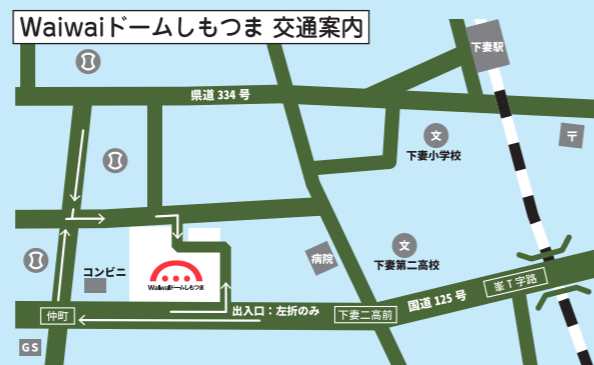 Waiwaiドームしもつま 交通案内
下妻駅
県道 334 号
文
下妻小学校
〒
文
下妻第二高校
病院
コンビニ
Waiwaiドームしもつま
国道 125 号
峯T字路
出入口：左折のみ
仲町
下妻二高前
GS